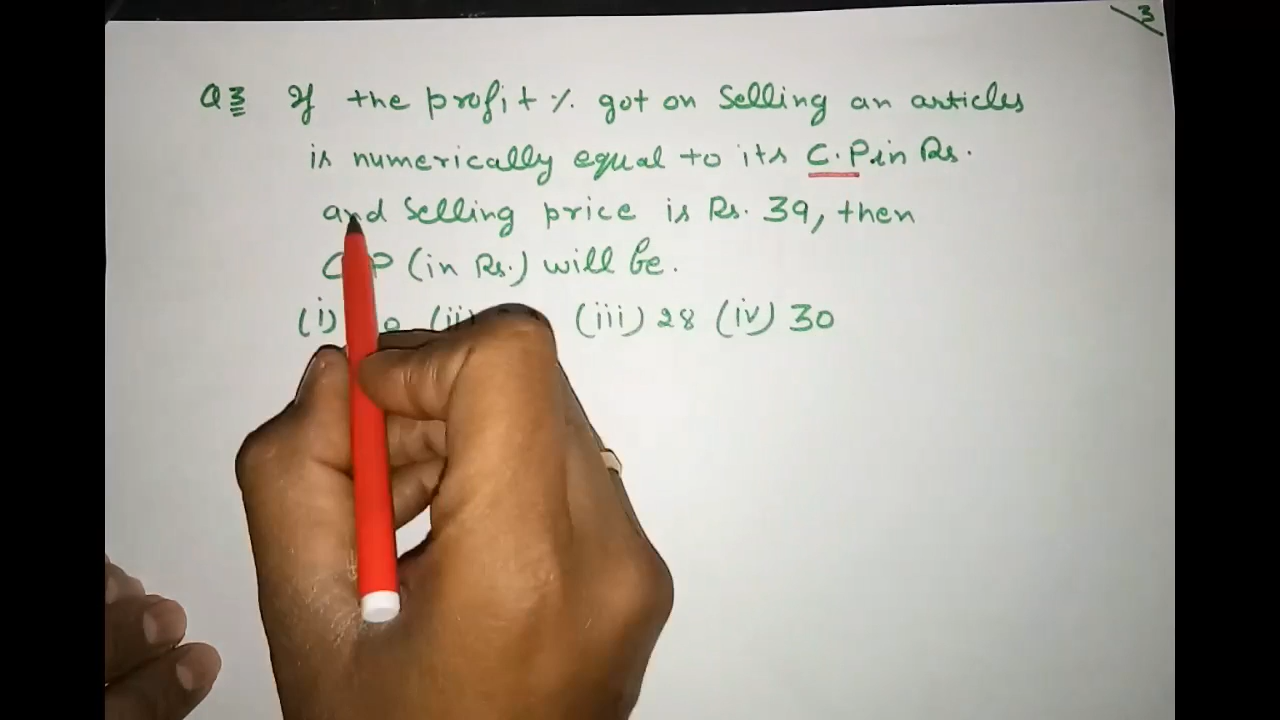 3
Q3 If the profit % got on Selling an articles
is numerically equal to its C.P in Rs.
and Selling price is Rs. 39, then
(in Rs.) will be.
(i) (iii) 28 (iv) 30